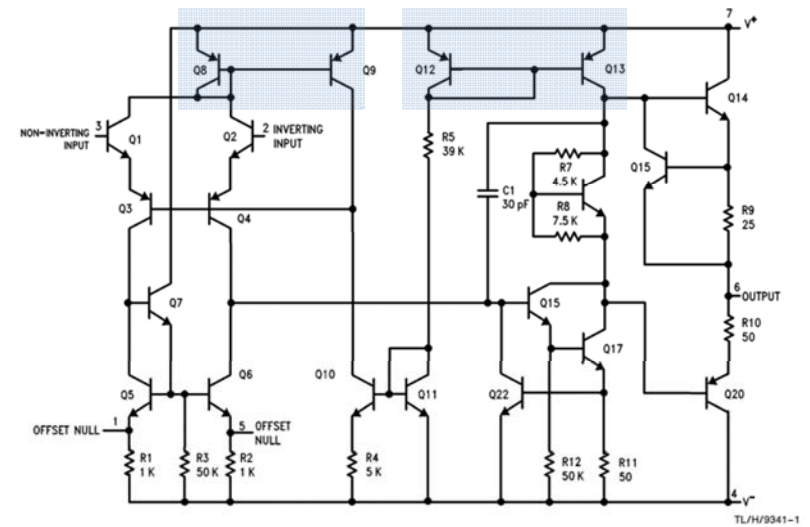 7
V+
Q8
Q9
Q12
Q13
Q14
3
NON-INVERTING
INPUT
Q1
Q2
2 INVERTING
INPUT
R5
39 K
Q15
R7
4.5 K
C1
30 pF
R8
7.5 K
Q3
Q4
R9
25
Q7
Q15
6
OUTPUT
R10
50
Q17
Q5
Q6
Q10
Q11
Q22
Q20
1
OFFSET NULL
5 OFFSET
NULL
R1
1 K
R3
50 K
R2
1 K
R4
5 K
R12
50 K
R11
50
4
V-
TL/H/9341-1